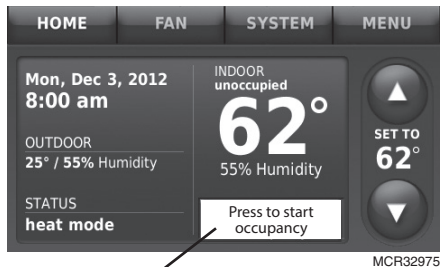 HOME FAN SYSTEM MENU
Mon, Dec 3, 2012
8:00 am
OUTDOOR
25° / 55% Humidity
STATUS
heat mode
INDOOR
unoccupied
62°
55% Humidity
Press to start
occupancy
SET TO
62°
MCR32975